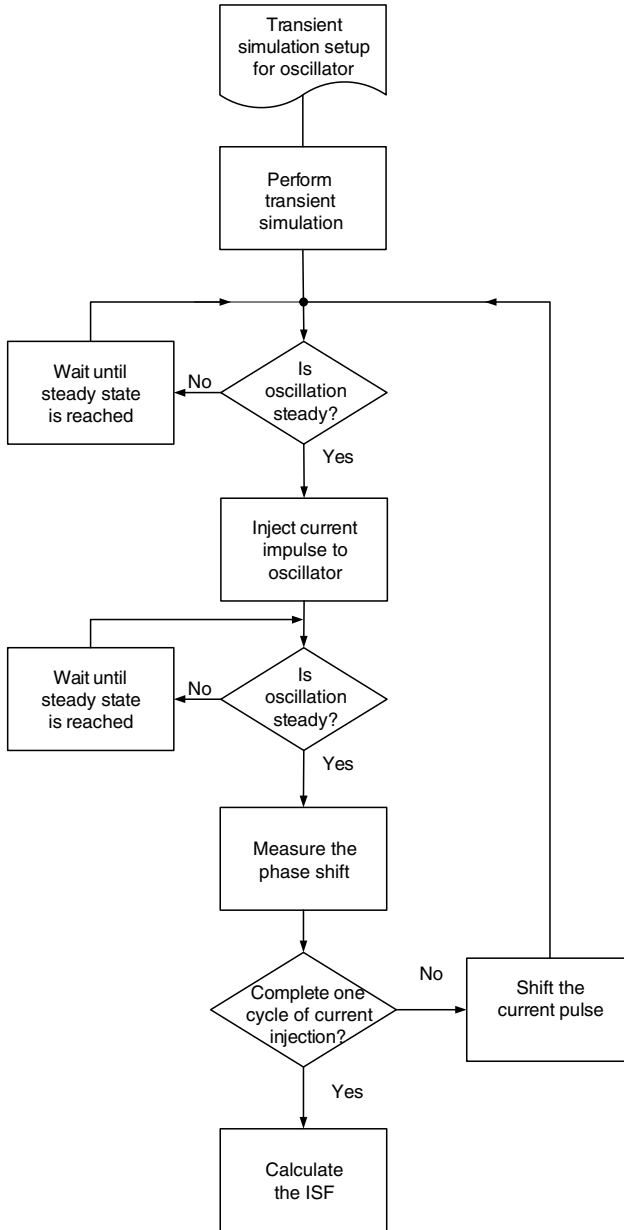 Transient
simulation setup
for oscillator
Perform
transient
simulation
Wait until
steady state
is reached
No
Is
oscillation
steady?
Yes
Inject current
impulse to
oscillator
Wait until
steady state
is reached
No
Is
oscillation
steady?
Yes
Measure the
phase shift
Complete one
cycle of current
injection?
No
Shift the
current pulse
Yes
Calculate
the ISF